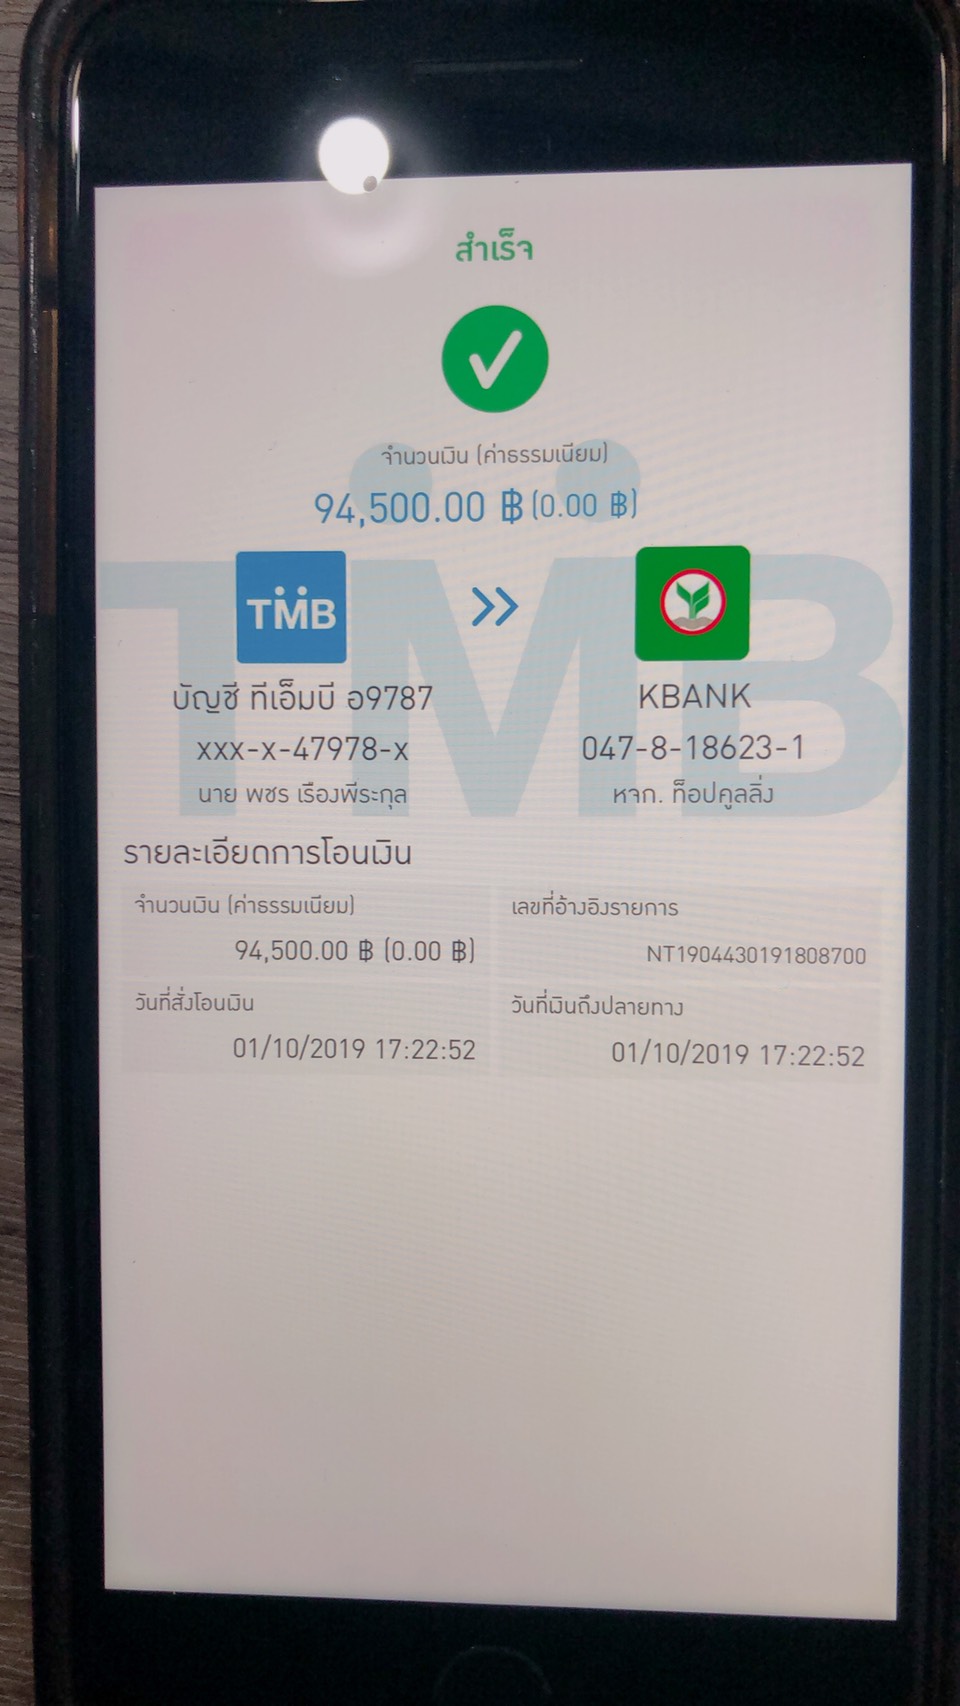 สำเร็จ
จำนวนเงิน (ค่าธรรมเนียม)
94,500.00 ฿ (0.00 ฿)
TMB
TMB
บัญชี ทีเอ็มบี อ9787
KBANK
xxx-x-47978-x
047-8-18623-1
นาย พชร เรืองพีระกุล
หจก. ท็อปคูลลิ่ง
รายละเอียดการโอนเงิน
จำนวนเงิน (ค่าธรรมเนียม)
เลขที่อ้างอิงรายการ
94,500.00 ฿ (0.00 ฿)
NT1904430191808700
วันที่สั่งโอนเงิน
วันที่เงินถึงปลายทาง
01/10/2019 17:22:52
01/10/2019 17:22:52